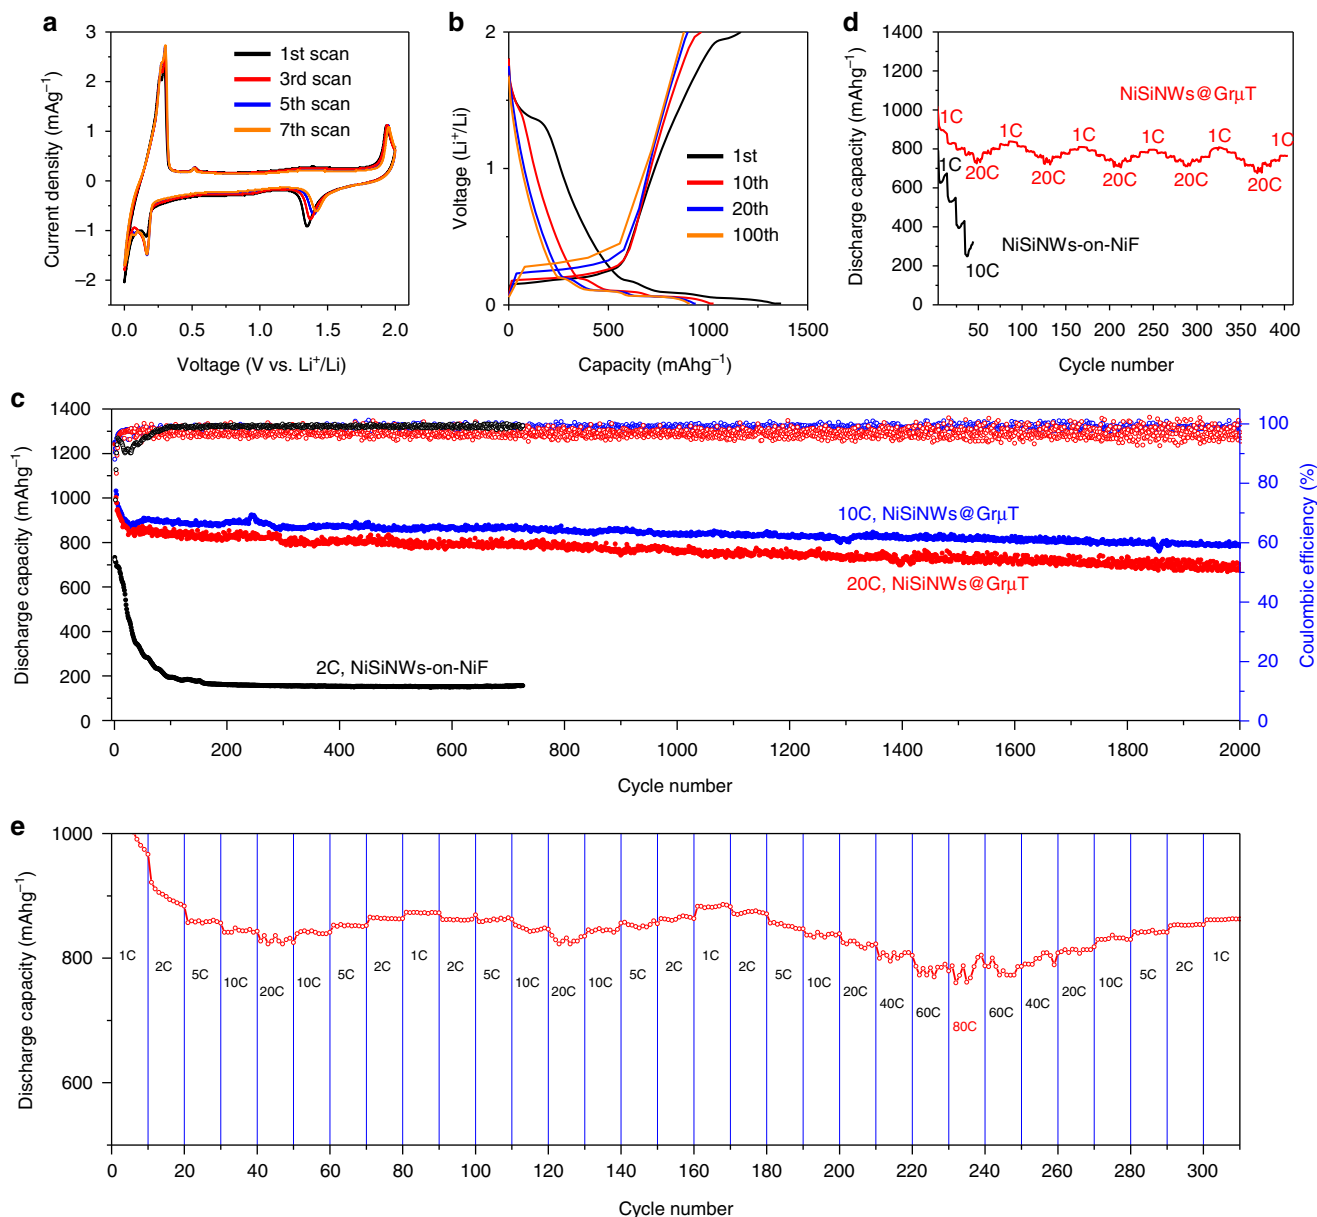 a
3
2
1
0
−1
−2
Current density (mAg⁻¹)
1st scan
3rd scan
5th scan
7th scan
0.0
0.5
1.0
1.5
2.0
Voltage (V vs. Li⁺/Li)
b
2
1
0
Voltage (Li⁺/Li)
1st
10th
20th
100th
0
500
1000
1500
Capacity (mAhg⁻¹)
d
1400
1200
1000
800
600
400
200
0
Discharge capacity (mAhg⁻¹)
NiSiNWs@GrμT
1C
1C
1C
1C
1C
1C
1C
20C
20C
20C
20C
20C
NiSiNWs-on-NiF
10C
50
100
150
200
250
300
350
400
Cycle number
c
1400
1200
1000
800
600
400
200
0
Discharge capacity (mAhg⁻¹)
10C, NiSiNWs@GrμT
20C, NiSiNWs@GrμT
2C, NiSiNWs-on-NiF
100
80
60
40
20
0
Coulombic efficiency (%)
0
200
400
600
800
1000
1200
1400
1600
1800
2000
Cycle number
e
1000
800
600
Discharge capacity (mAhg⁻¹)
1C
2C
5C
10C
20C
10C
5C
2C
1C
2C
5C
10C
20C
10C
5C
2C
1C
2C
5C
10C
20C
40C
60C
80C
60C
40C
20C
10C
5C
2C
1C
0
20
40
60
80
100
120
140
160
180
200
220
240
260
280
300
Cycle number